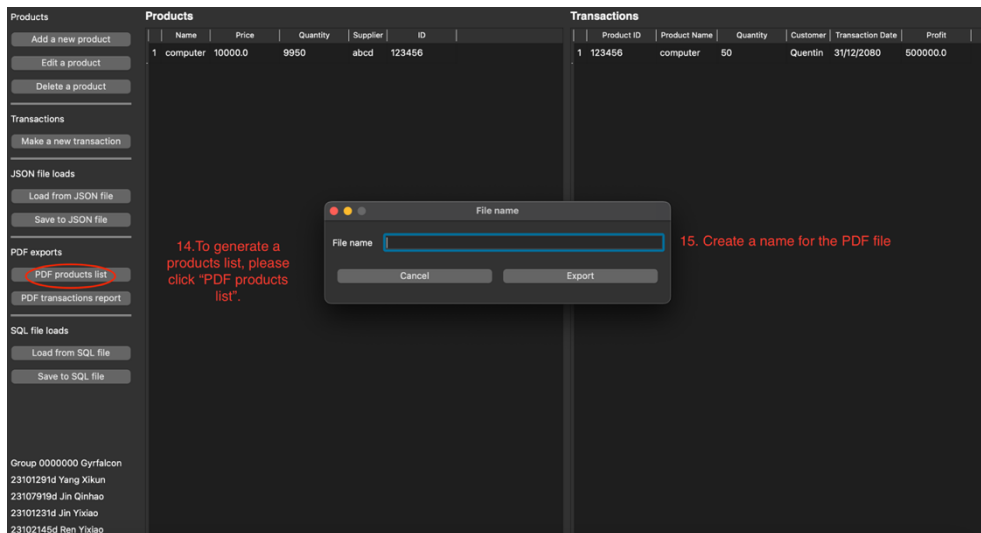 Products
Add a new product
Edit a product
Delete a product
Transactions
Make a new transaction
JSON file loads
Load from JSON file
Save to JSON file
PDF exports
PDF products list
PDF transactions report
SQL file loads
Load from SQL file
Save to SQL file
Group 0000000 Gyrfalcon
23101291d Yang Xikun
23107919d Jin Qinhao
23101231d Jin Yixiao
23102145d Ren Yixiao
Products
Name Price Quantity Supplier ID
1 computer 10000.0 9950 abcd 123456
14.To generate a
products list, please
click “PDF products
list”.
File name
File name
Cancel Export
Transactions
Product ID Product Name Quantity Customer Transaction Date Profit
1 123456 computer 50 Quentin 31/12/2080 500000.0
15. Create a name for the PDF file